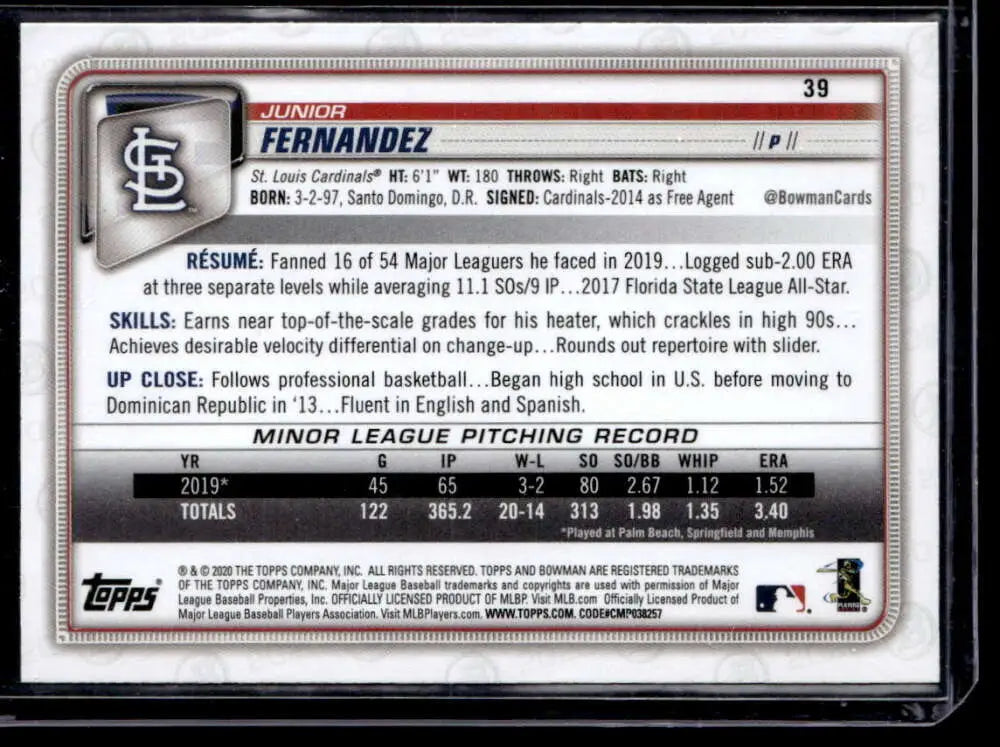 39
JUNIOR
FERNANDEZ
// P //
St. Louis Cardinals® HT: 6'1" WT: 180 THROWS: Right BATS: Right
BORN: 3-2-97, Santo Domingo, D.R. SIGNED: Cardinals-2014 as Free Agent @BowmanCards
RÉSUMÉ: Fanned 16 of 54 Major Leaguers he faced in 2019...Logged sub-2.00 ERA
at three separate levels while averaging 11.1 SOs/9 IP...2017 Florida State League All-Star.
SKILLS: Earns near top-of-the-scale grades for his heater, which crackles in high 90s...
Achieves desirable velocity differential on change-up...Rounds out repertoire with slider.
UP CLOSE: Follows professional basketball...Began high school in U.S. before moving to
Dominican Republic in '13...Fluent in English and Spanish.
MINOR LEAGUE PITCHING RECORD
YR G IP W-L SO SO/BB WHIP ERA
2019* 45 65 3-2 80 2.67 1.12 1.52
TOTALS 122 365.2 20-14 313 1.98 1.35 3.40
*Played at Palm Beach, Springfield and Memphis
Topps®
® & © 2020 THE TOPPS COMPANY, INC. ALL RIGHTS RESERVED. TOPPS AND BOWMAN ARE REGISTERED TRADEMARKS
OF THE TOPPS COMPANY, INC. Major League Baseball trademarks and copyrights are used with permission of Major
League Baseball Properties, Inc. OFFICIALLY LICENSED PRODUCT OF MLBP. Visit MLB.com Officially Licensed Product of
Major League Baseball Players Association. Visit MLBPlayers.com. WWW.TOPPS.COM. CODE#CMP038257